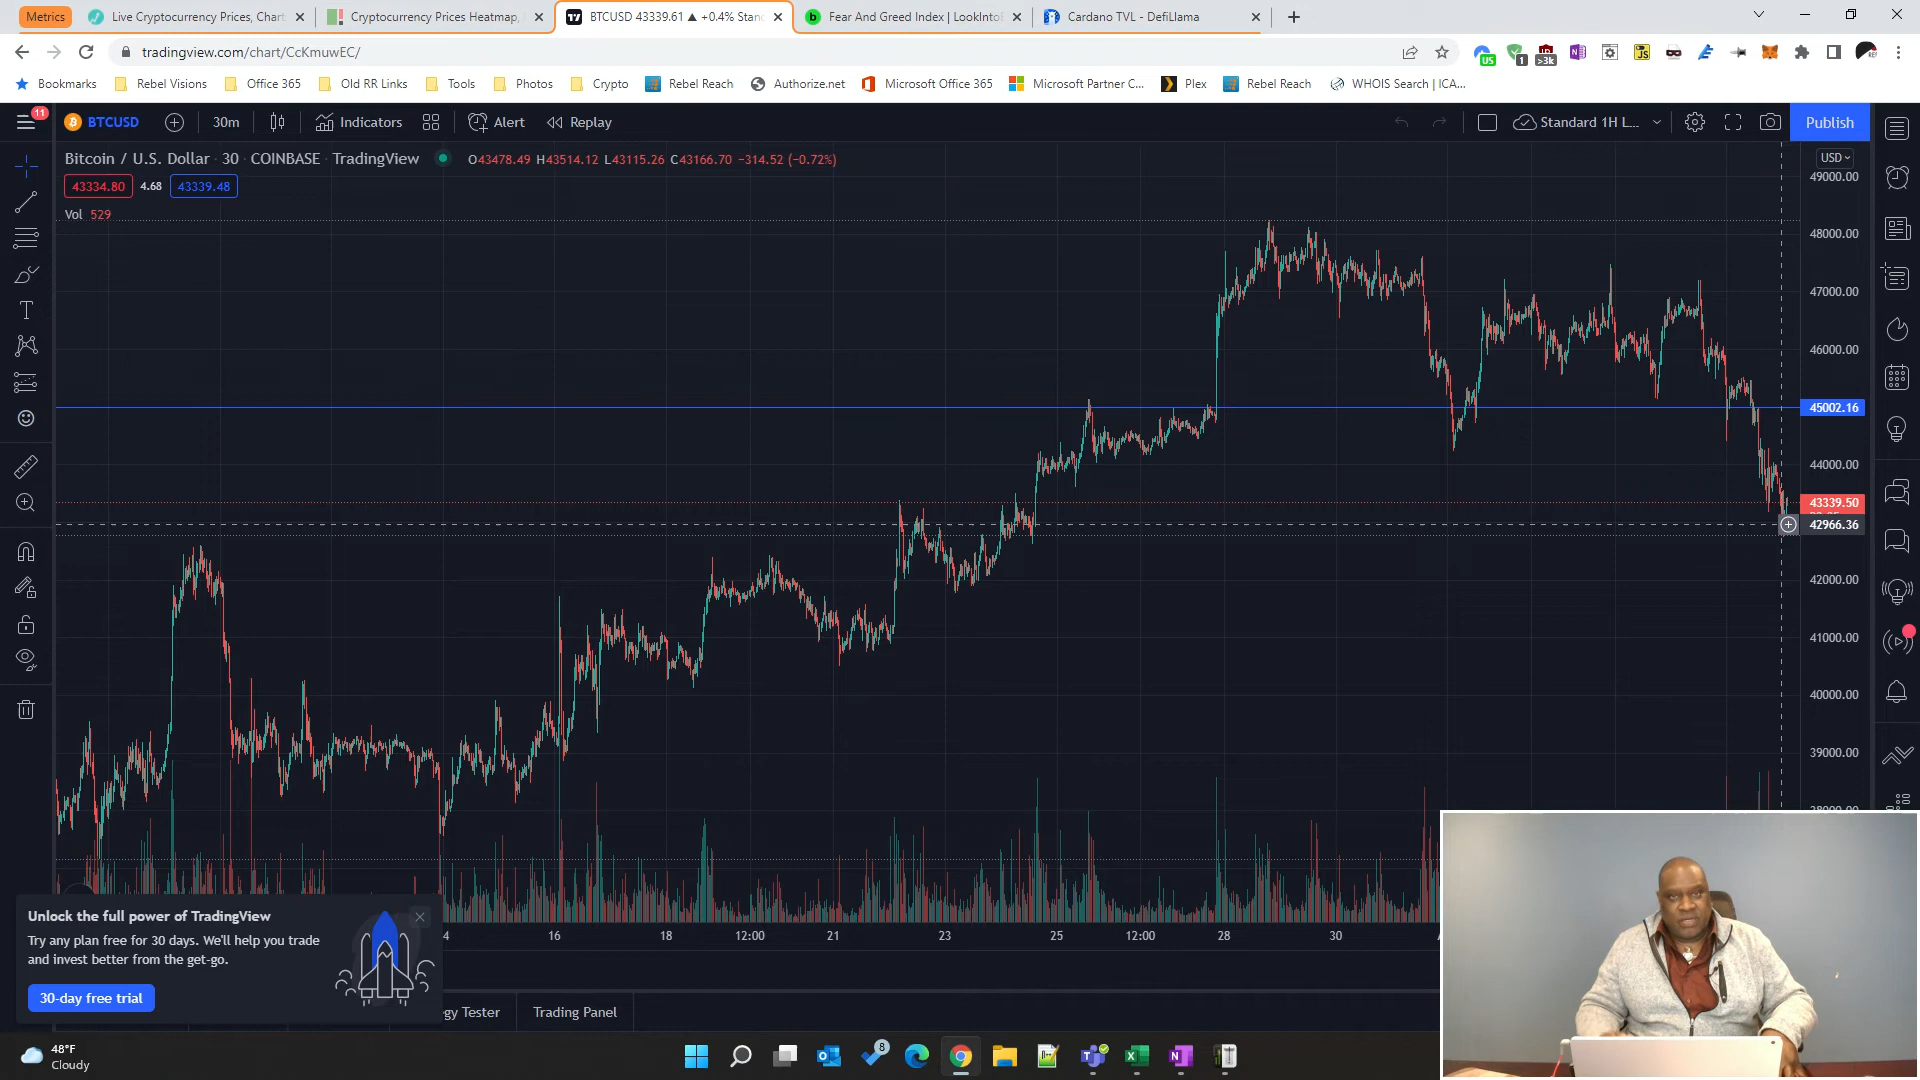 Metrics
Live Cryptocurrency Prices, Chart
Cryptocurrency Prices Heatmap,
BTCUSD 43339.61 ▲ +0.4% Stan
Fear And Greed Index | LookInto
Cardano TVL - DefiLlama
tradingview.com/chart/CcKmuwEC/
US
1
>3k
JS
Bookmarks
Rebel Visions
Office 365
Old RR Links
Tools
Photos
Crypto
Rebel Reach
Authorize.net
Microsoft Office 365
Microsoft Partner C...
Plex
Rebel Reach
WHOIS Search | ICA...
11
BTCUSD
30m
Indicators
Alert
Replay
Standard 1H L...
Publish
Bitcoin / U.S. Dollar · 30 · COINBASE · TradingView
O43478.49 H43514.12 L43115.26 C43166.70 −314.52 (−0.72%)
USD
43334.80
4.68
43339.48
Vol 529
49000.00
48000.00
47000.00
46000.00
45002.16
44000.00
43339.50
42966.36
42000.00
41000.00
40000.00
39000.00
38000.00
Unlock the full power of TradingView
Try any plan free for 30 days. We'll help you trade
and invest better from the get-go.
30-day free trial
4
16
18
12:00
21
23
25
12:00
28
30
gy Tester
Trading Panel
48°F
Cloudy
8